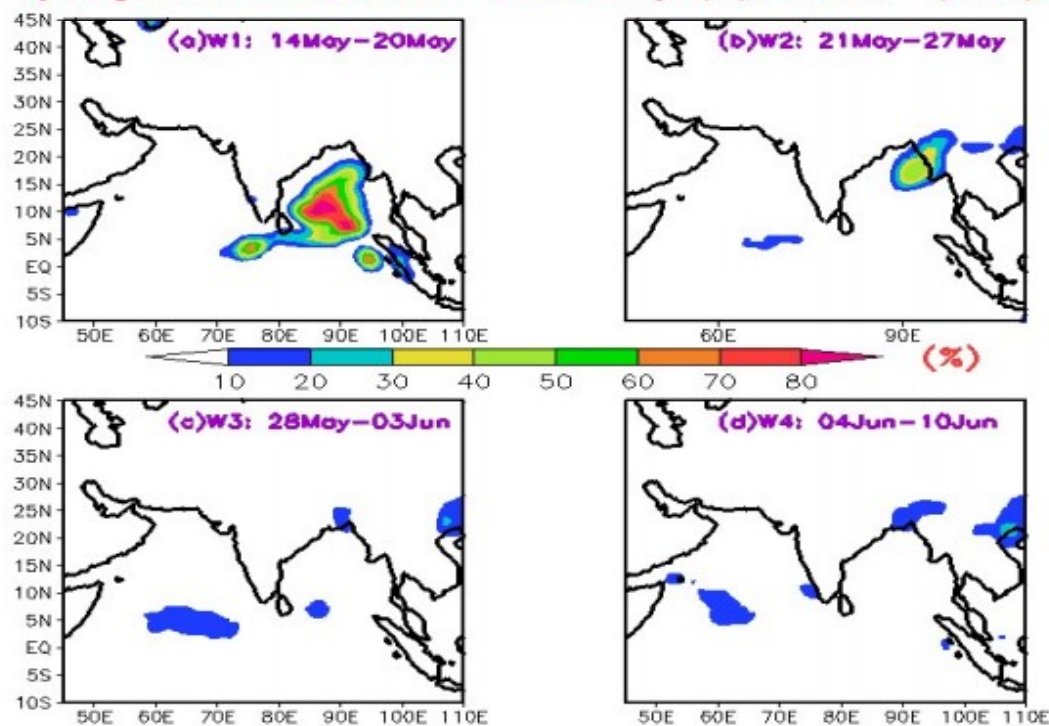 (a)W1: 14May-20May
(b)W2: 21May-27May
45N
40N
35N
30N
25N
20N
15N
10N
5N
EQ
5S
10S
50E 60E 70E 80E 90E 100E 110E
60E 90E
10 20 30 40 50 60 70 80
(%)
(c)W3: 28May-03Jun
(d)W4: 04Jun-10Jun
45N
40N
35N
30N
25N
20N
15N
10N
5N
EQ
5S
10S
50E 60E 70E 80E 90E 100E 110E
50E 60E 70E 80E 90E 100E 110E